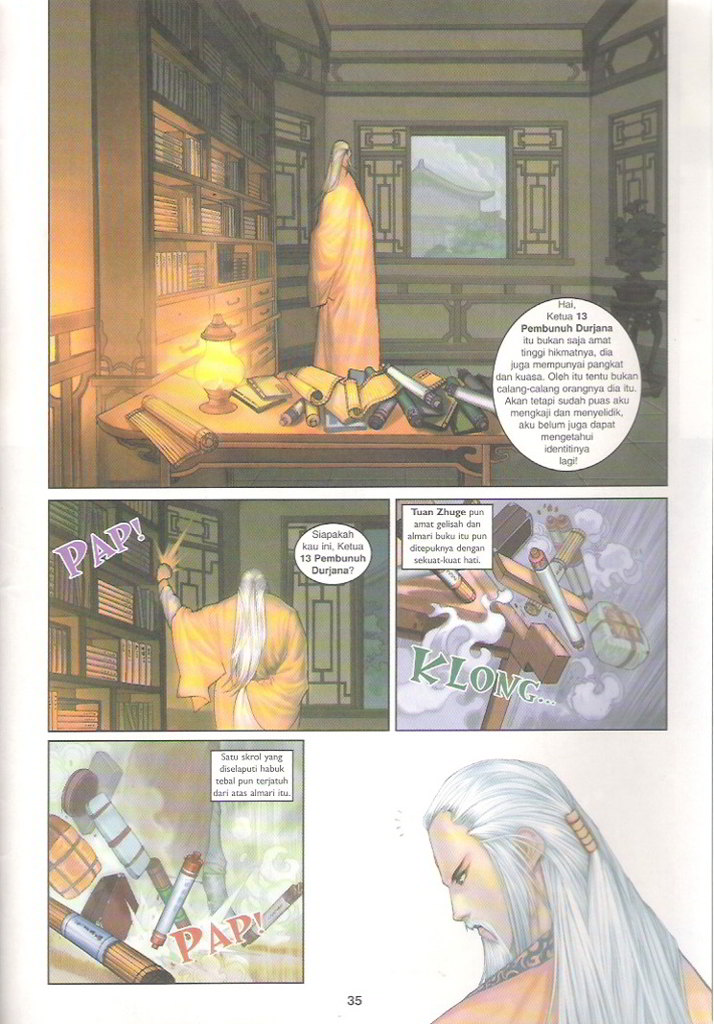 Hai,
Ketua 13
Pembunuh Durjana
itu bukan saja amat
tinggi hikmatnya, dia
juga mempunyai pangkat
dan kuasa. Oleh itu tentu bukan
calang-calang orangnya dia itu.
Akan tetapi sudah puas aku
mengkaji dan menyelidik,
aku belum juga dapat
mengetahui
identitinya
lagi!
PAP!
Siapakah
kau ini, Ketua
13 Pembunuh
Durjana?
Tuan Zhuge pun
amat gelisah dan
almari buku itu pun
ditepuknya dengan
sekuat-kuat hati.
KLONG...
Satu skrol yang
diselaputi habuk
tebal pun terjatuh
dari atas almari itu.
PAP!
35